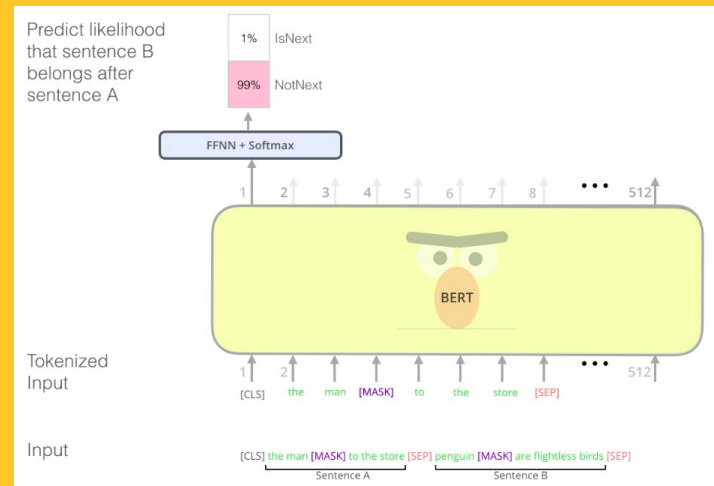 Predict likelihood
that sentence B
belongs after
sentence A
1% IsNext
99% NotNext
FFNN + Softmax
1 2 3 4 5 6 7 8 ••• 512
BERT
Tokenized
Input
1 2 ••• 512
[CLS] the man [MASK] to the store [SEP]
Input
[CLS] the man [MASK] to the store [SEP] penguin [MASK] are flightless birds [SEP]
Sentence A Sentence B